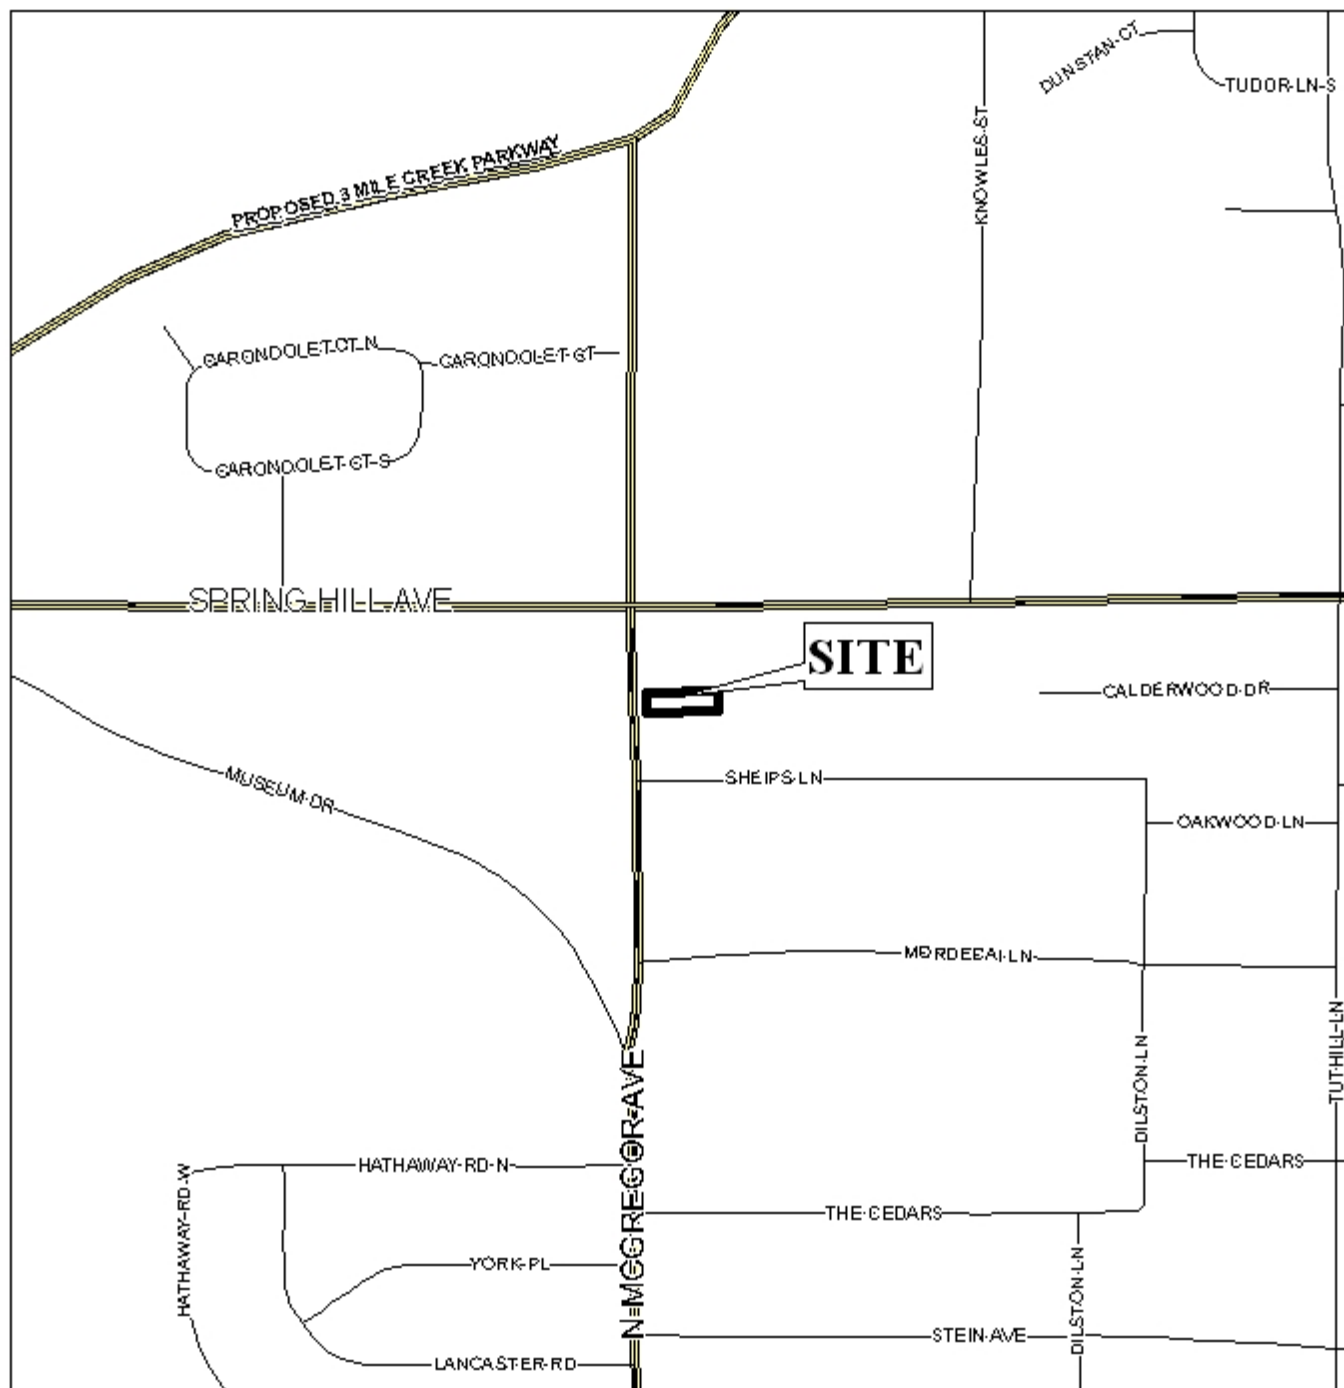 DUNSTAN CT
TUDOR LN S
KNOWLES ST
PROPOSED 3 MILE CREEK PARKWAY
CARONDOLET CT N
CARONDOLET CT
CARONDOLET CT S
SPRING HILL AVE
SITE
CALDERWOOD DR
MUSEUM DR
SHEIPS LN
OAKWOOD LN
MORDECAI LN
TUTHILL LN
DILSTON LN
N MCGREGOR AVE
HATHAWAY RD N
THE CEDARS
HATHAWAY RD W
THE CEDARS
YORK PL
DILSTON LN
STEIN AVE
LANCASTER RD